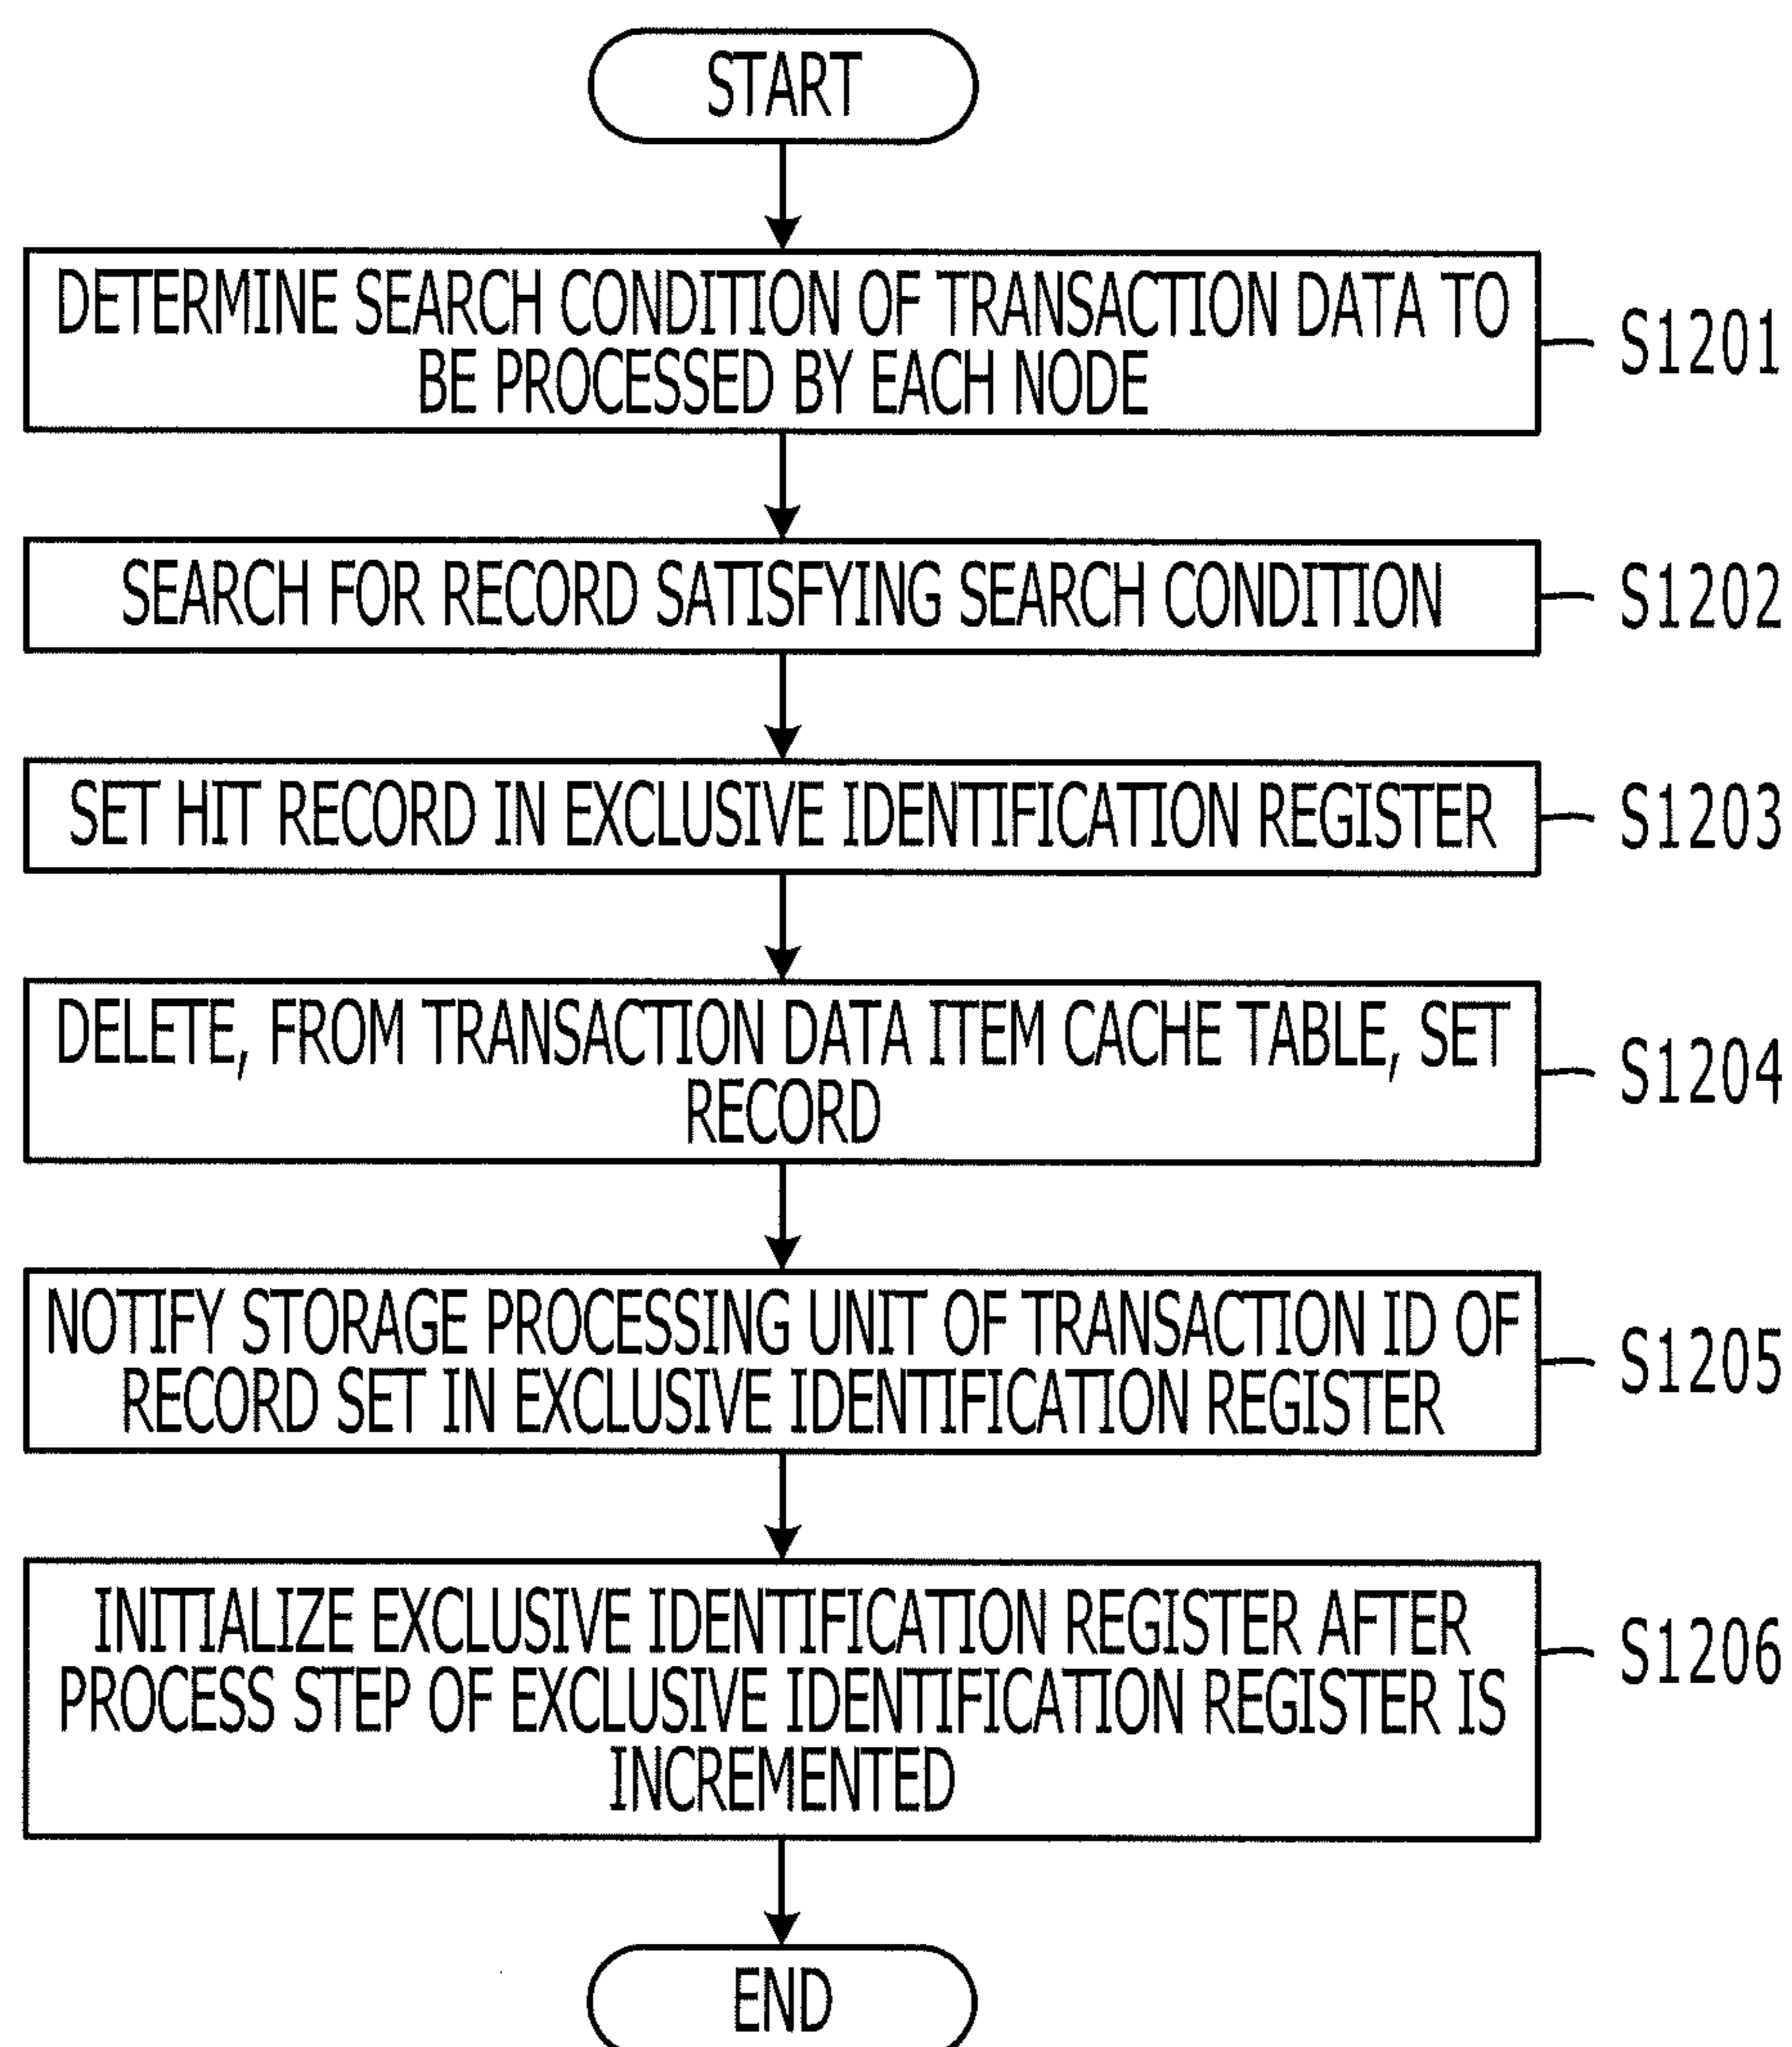 START
DETERMINE SEARCH CONDITION OF TRANSACTION DATA TO
BE PROCESSED BY EACH NODE
S1201
SEARCH FOR RECORD SATISFYING SEARCH CONDITION
S1202
SET HIT RECORD IN EXCLUSIVE IDENTIFICATION REGISTER
S1203
DELETE, FROM TRANSACTION DATA ITEM CACHE TABLE, SET
RECORD
S1204
NOTIFY STORAGE PROCESSING UNIT OF TRANSACTION ID OF
RECORD SET IN EXCLUSIVE IDENTIFICATION REGISTER
S1205
INITIALIZE EXCLUSIVE IDENTIFICATION REGISTER AFTER
PROCESS STEP OF EXCLUSIVE IDENTIFICATION REGISTER IS
INCREMENTED
S1206
END